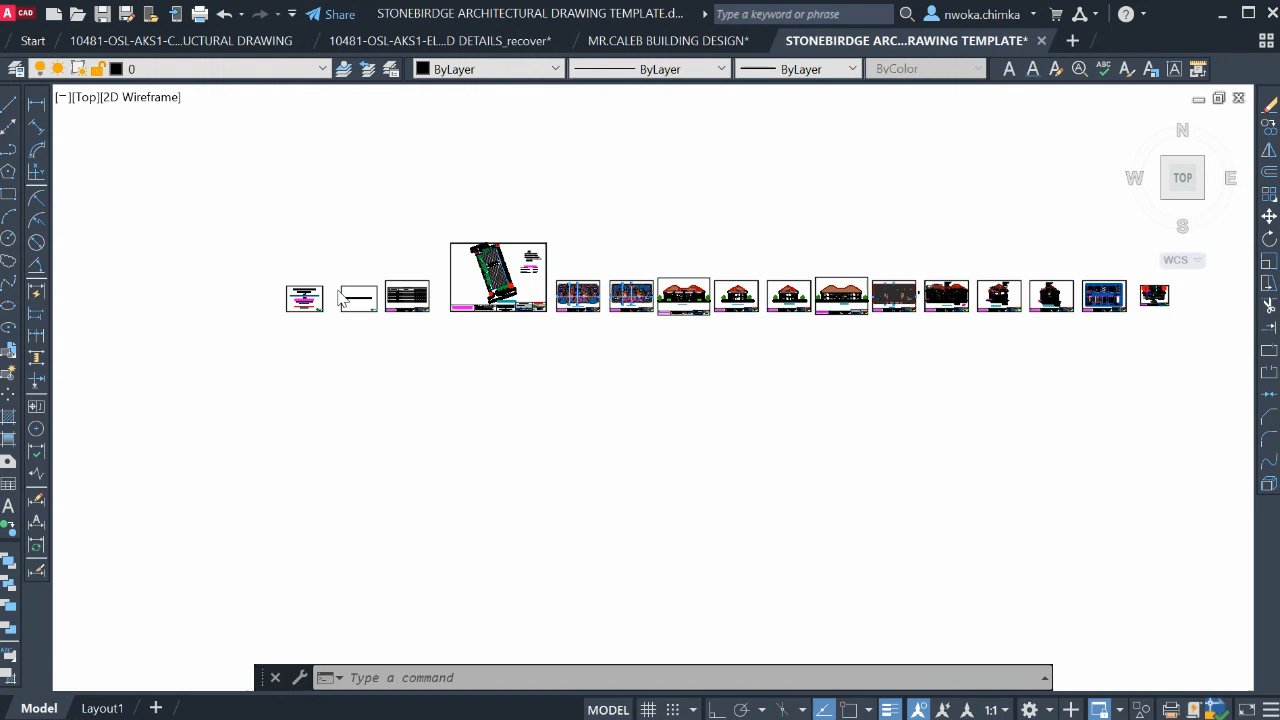 CAD
Share
STONEBIRDGE ARCHITECTURAL DRAWING TEMPLATE.d...
Type a keyword or phrase
nwoka.chimka...
Start
10481-OSL-AKS1-C...UCTURAL DRAWING
10481-OSL-AKS1-EL...D DETAILS_recover*
MR.CALEB BUILDING DESIGN*
STONEBIRDGE ARC...RAWING TEMPLATE*
0
ByLayer
ByLayer
ByLayer
ByColor
[−][Top][2D Wireframe]
N
W
TOP
E
S
WCS
Type a command
Model
Layout1
MODEL
1:1